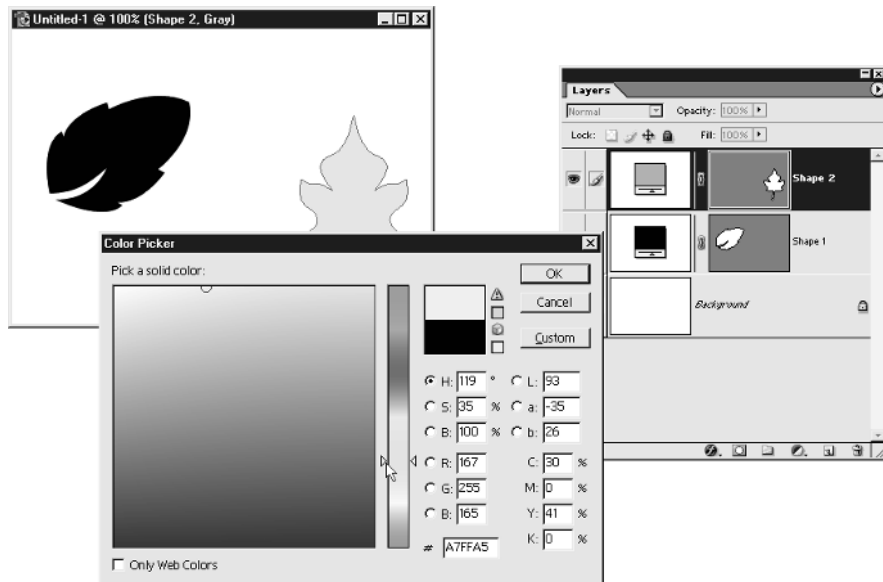 Untitled-1 @ 100% (Shape 2, Gray)
Layers
Normal Opacity: 100%
Lock: Fill: 100%
Shape 2
Shape 1
Background
Color Picker
Pick a solid color:
OK
Cancel
Custom
H: 119 ° L: 93
S: 35 % a: -35
B: 100 % b: 26
R: 167 C: 30 %
G: 255 M: 0 %
B: 165 Y: 41 %
# A7FFA5 K: 0 %
Only Web Colors